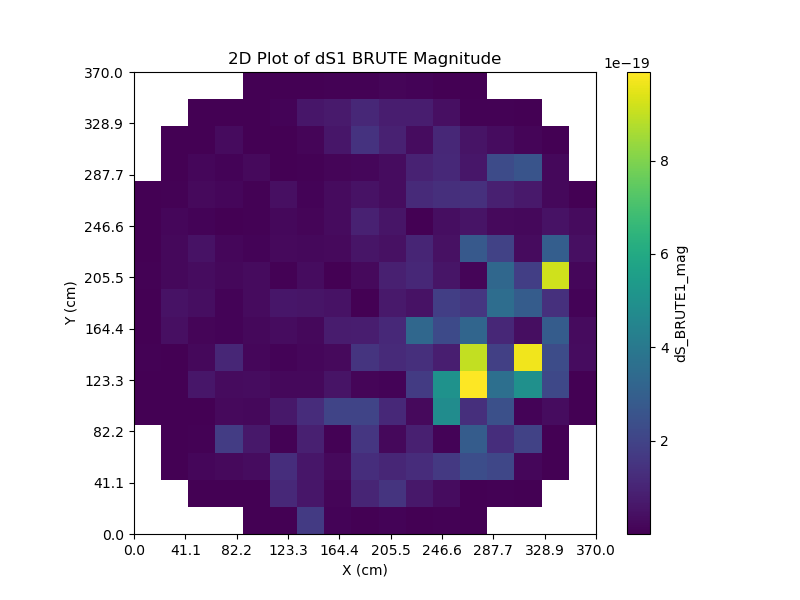 2D Plot of dS1 BRUTE Magnitude
1e−19
370.0
328.9
287.7
246.6
205.5
164.4
123.3
82.2
41.1
0.0
Y (cm)
0.0 41.1 82.2 123.3 164.4 205.5 246.6 287.7 328.9 370.0
X (cm)
8
6
4
2
dS_BRUTE1_mag